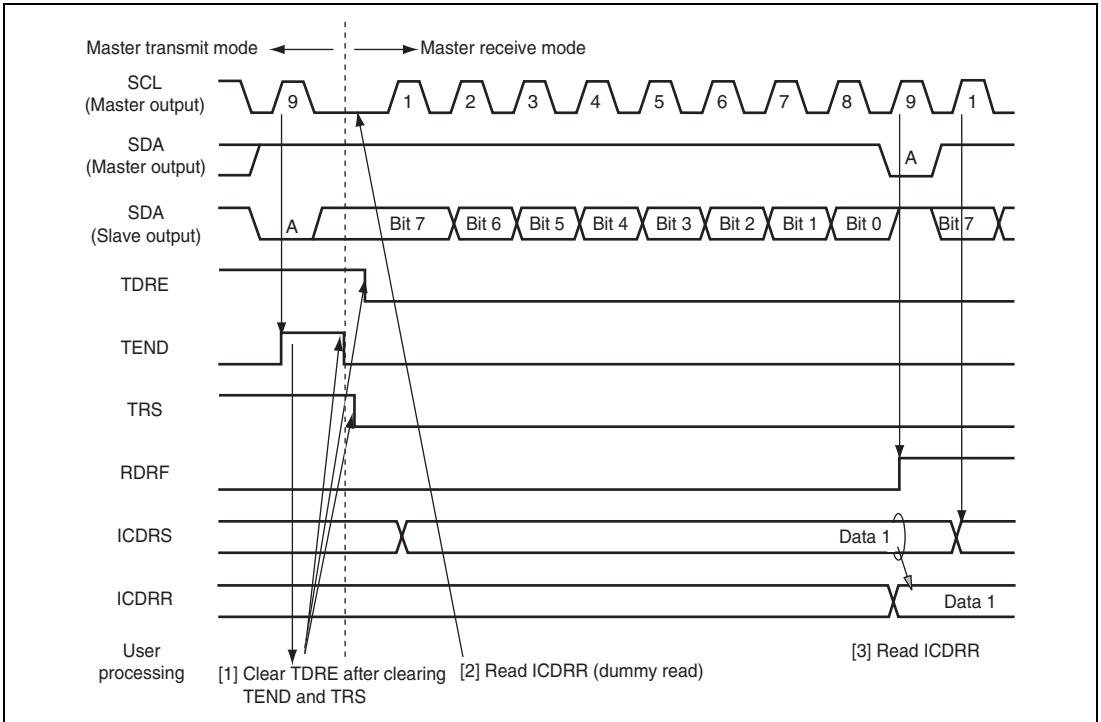 Master transmit mode
Master receive mode
SCL
(Master output)
9
1
2
3
4
5
6
7
8
9
1
SDA
(Master output)
A
SDA
(Slave output)
A
Bit 7
Bit 6
Bit 5
Bit 4
Bit 3
Bit 2
Bit 1
Bit 0
Bit 7
TDRE
TEND
TRS
RDRF
ICDRS
Data 1
ICDRR
Data 1
User
processing
[1] Clear TDRE after clearing
TEND and TRS
[2] Read ICDRR (dummy read)
[3] Read ICDRR